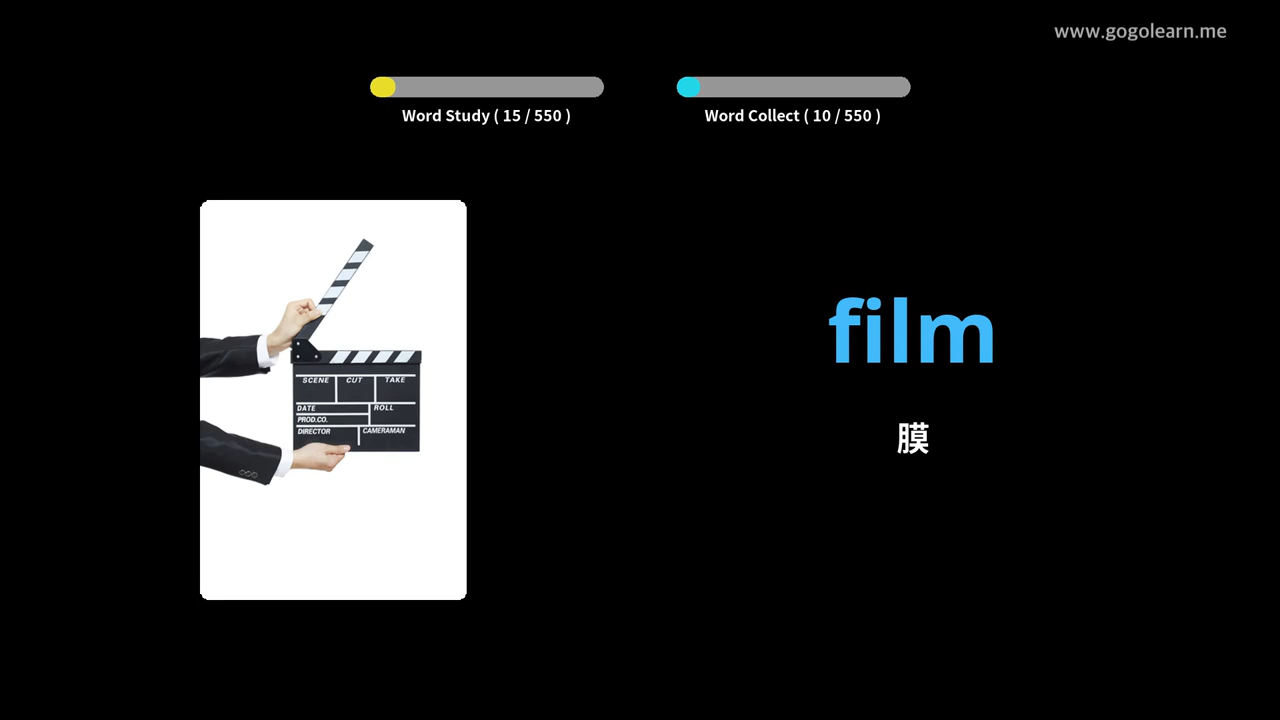 www.gogolearn.me
Word Study ( 15 / 550 )
Word Collect ( 10 / 550 )
SCENE CUT TAKE
DATE ROLL
PROD.CO.
DIRECTOR CAMERAMAN
film
膜